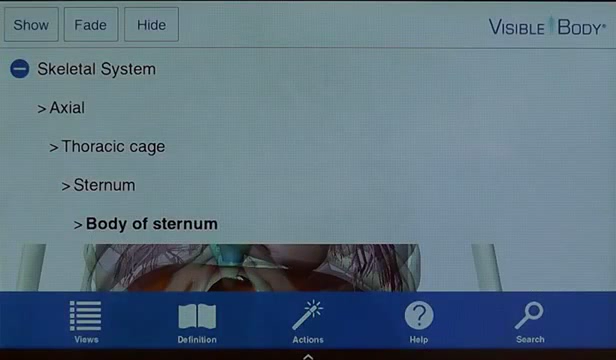 Show Fade Hide VISIBLE BODY®
Skeletal System
> Axial
> Thoracic cage
> Sternum
> Body of sternum
Views Definition Actions Help Search